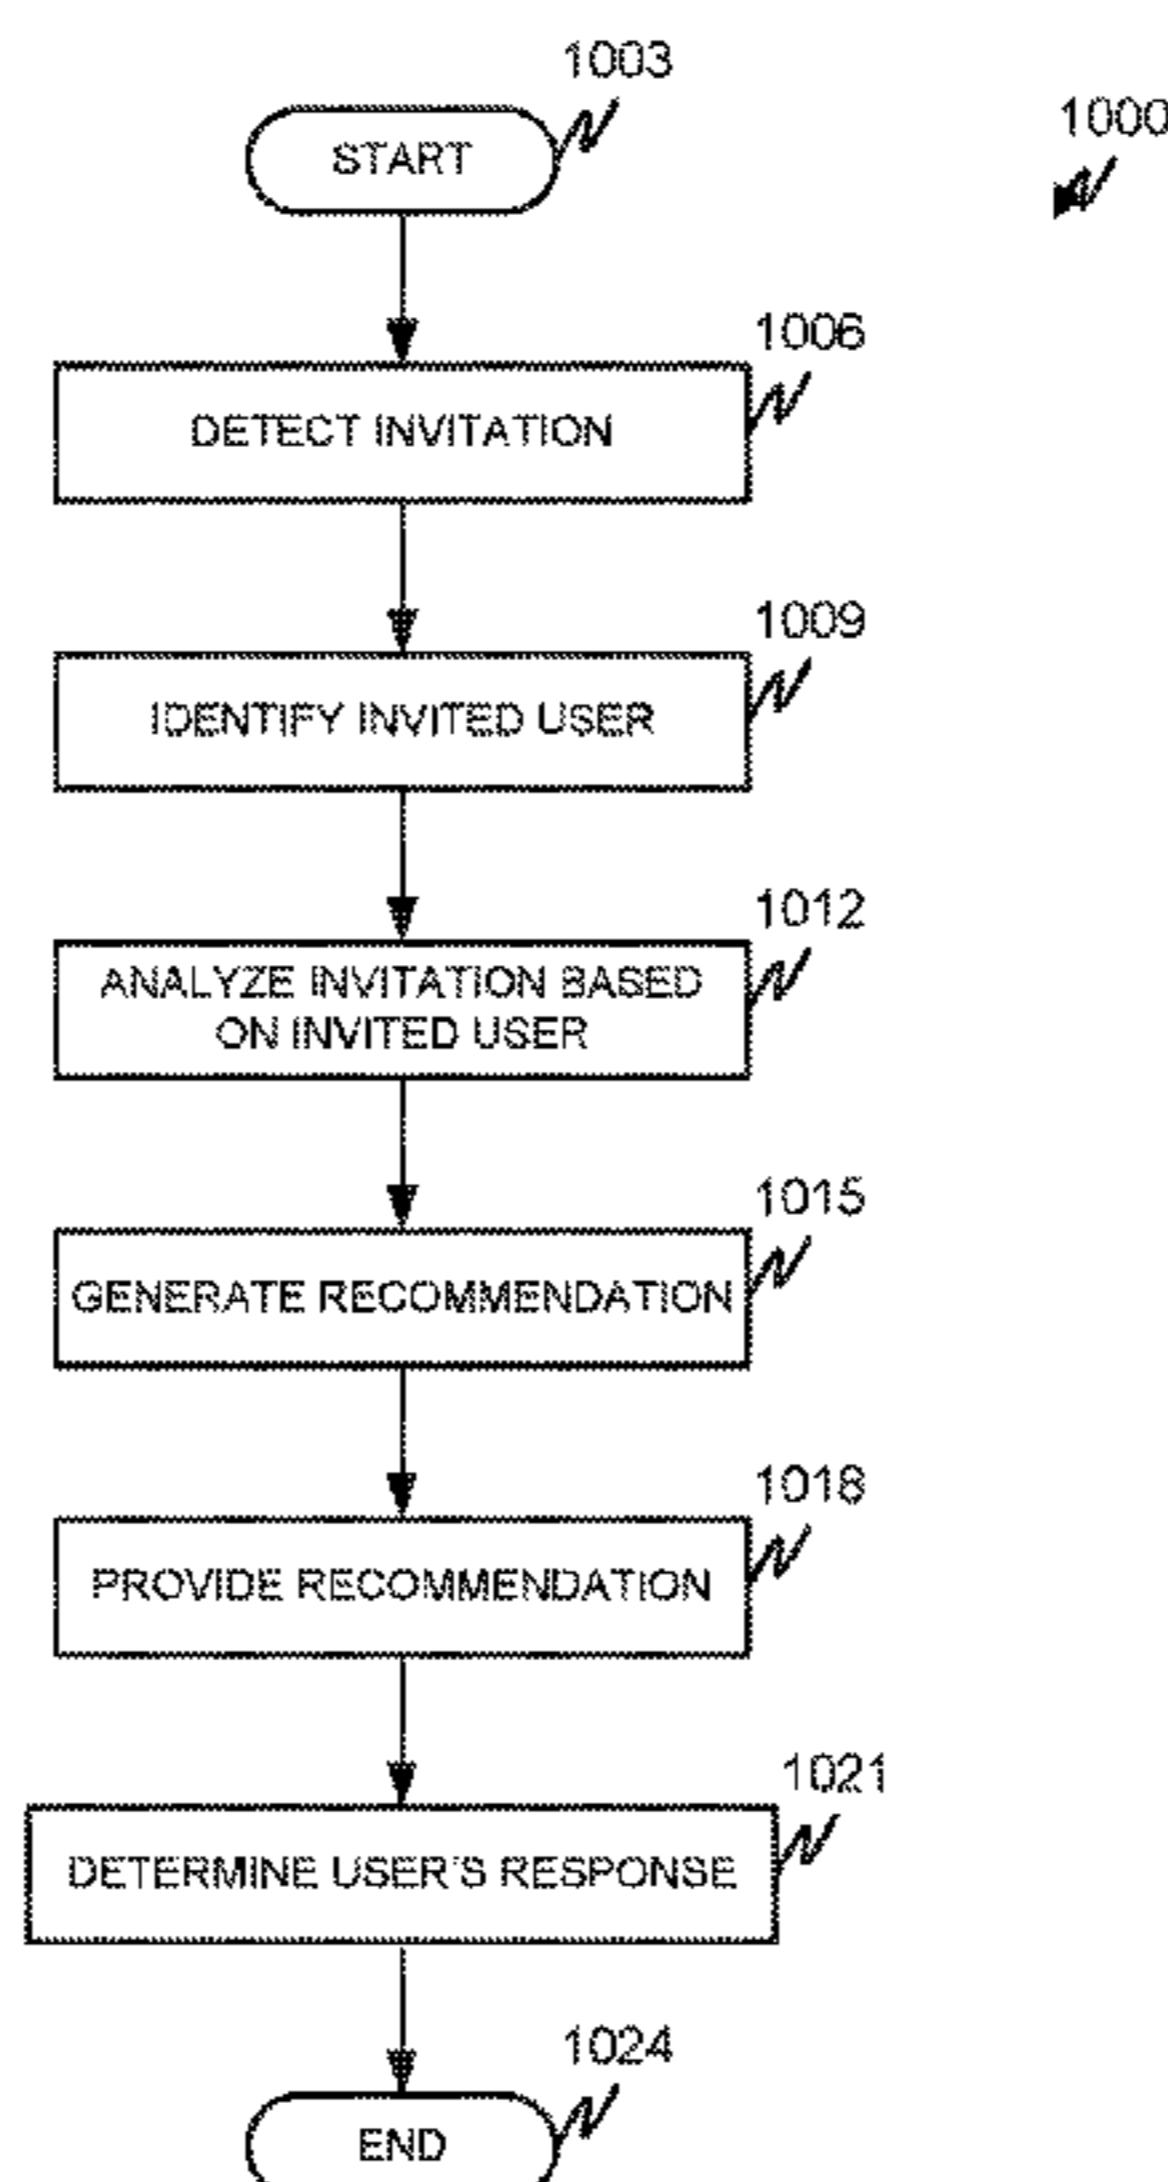 1003
START
1000
1006
DETECT INVITATION
1009
IDENTIFY INVITED USER
1012
ANALYZE INVITATION BASED
ON INVITED USER
1015
GENERATE RECOMMENDATION
1018
PROVIDE RECOMMENDATION
1021
DETERMINE USER'S RESPONSE
1024
END